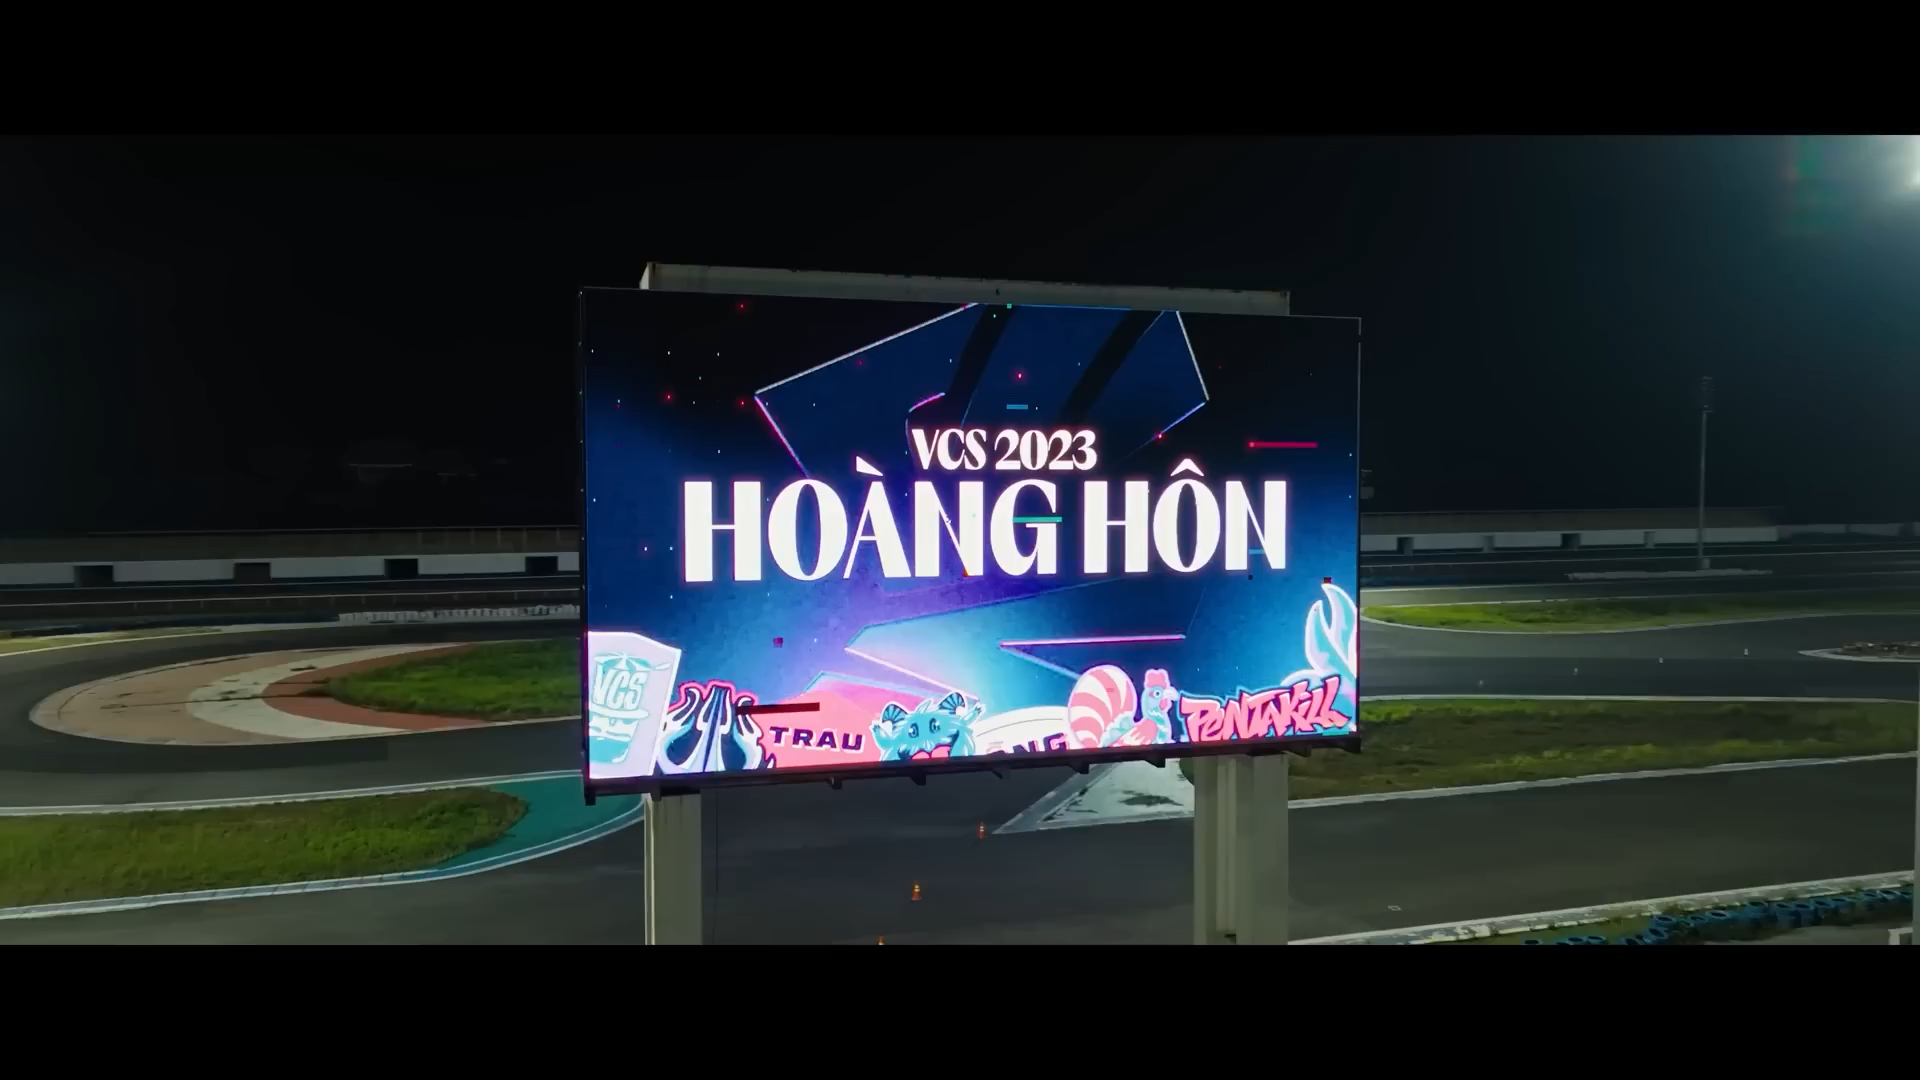 VCS 2023
HOÀNG HÔN
VCS
TRAU
PENTAKILL